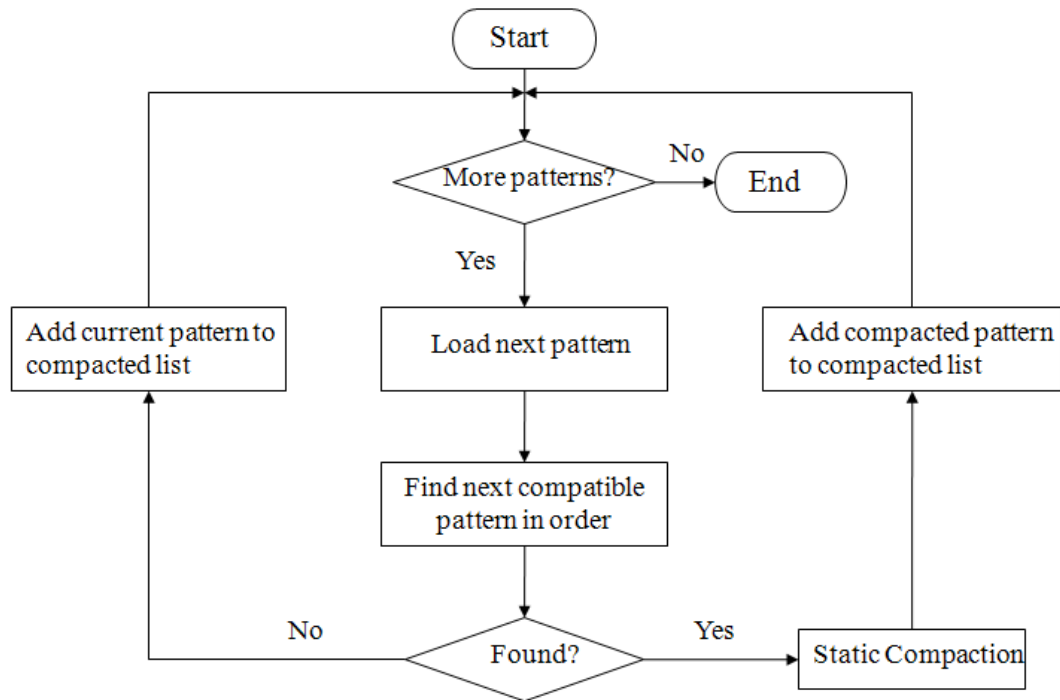 Start
No
More patterns?
End
Yes
Add current pattern to
compacted list
Load next pattern
Add compacted pattern
to compacted list
Find next compatible
pattern in order
No
Found?
Yes
Static Compaction